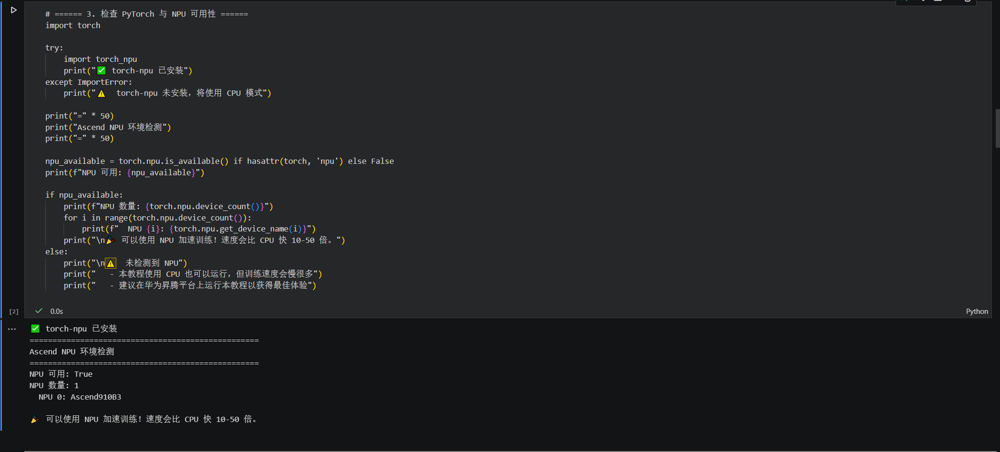 # ====== 3. 检查 PyTorch 与 NPU 可用性 ======
import torch

try:
    import torch_npu
    print("✅ torch-npu 已安装")
except ImportError:
    print("⚠️  torch-npu 未安装，将使用 CPU 模式")

print("=" * 50)
print("Ascend NPU 环境检测")
print("=" * 50)

npu_available = torch.npu.is_available() if hasattr(torch, 'npu') else False
print(f"NPU 可用: {npu_available}")

if npu_available:
    print(f"NPU 数量: {torch.npu.device_count()}")
    for i in range(torch.npu.device_count()):
        print(f"  NPU {i}: {torch.npu.get_device_name(i)}")
    print("\n🎉 可以使用 NPU 加速训练！速度会比 CPU 快 10-50 倍。")
else:
    print("\n⚠️  未检测到 NPU")
    print("   - 本教程使用 CPU 也可以运行，但训练速度会慢很多")
    print("   - 建议在华为昇腾平台上运行本教程以获得最佳体验")
[2] 0.0s Python
✅ torch-npu 已安装
==================================================
Ascend NPU 环境检测
==================================================
NPU 可用: True
NPU 数量: 1
  NPU 0: Ascend910B3

🎉 可以使用 NPU 加速训练！速度会比 CPU 快 10-50 倍。